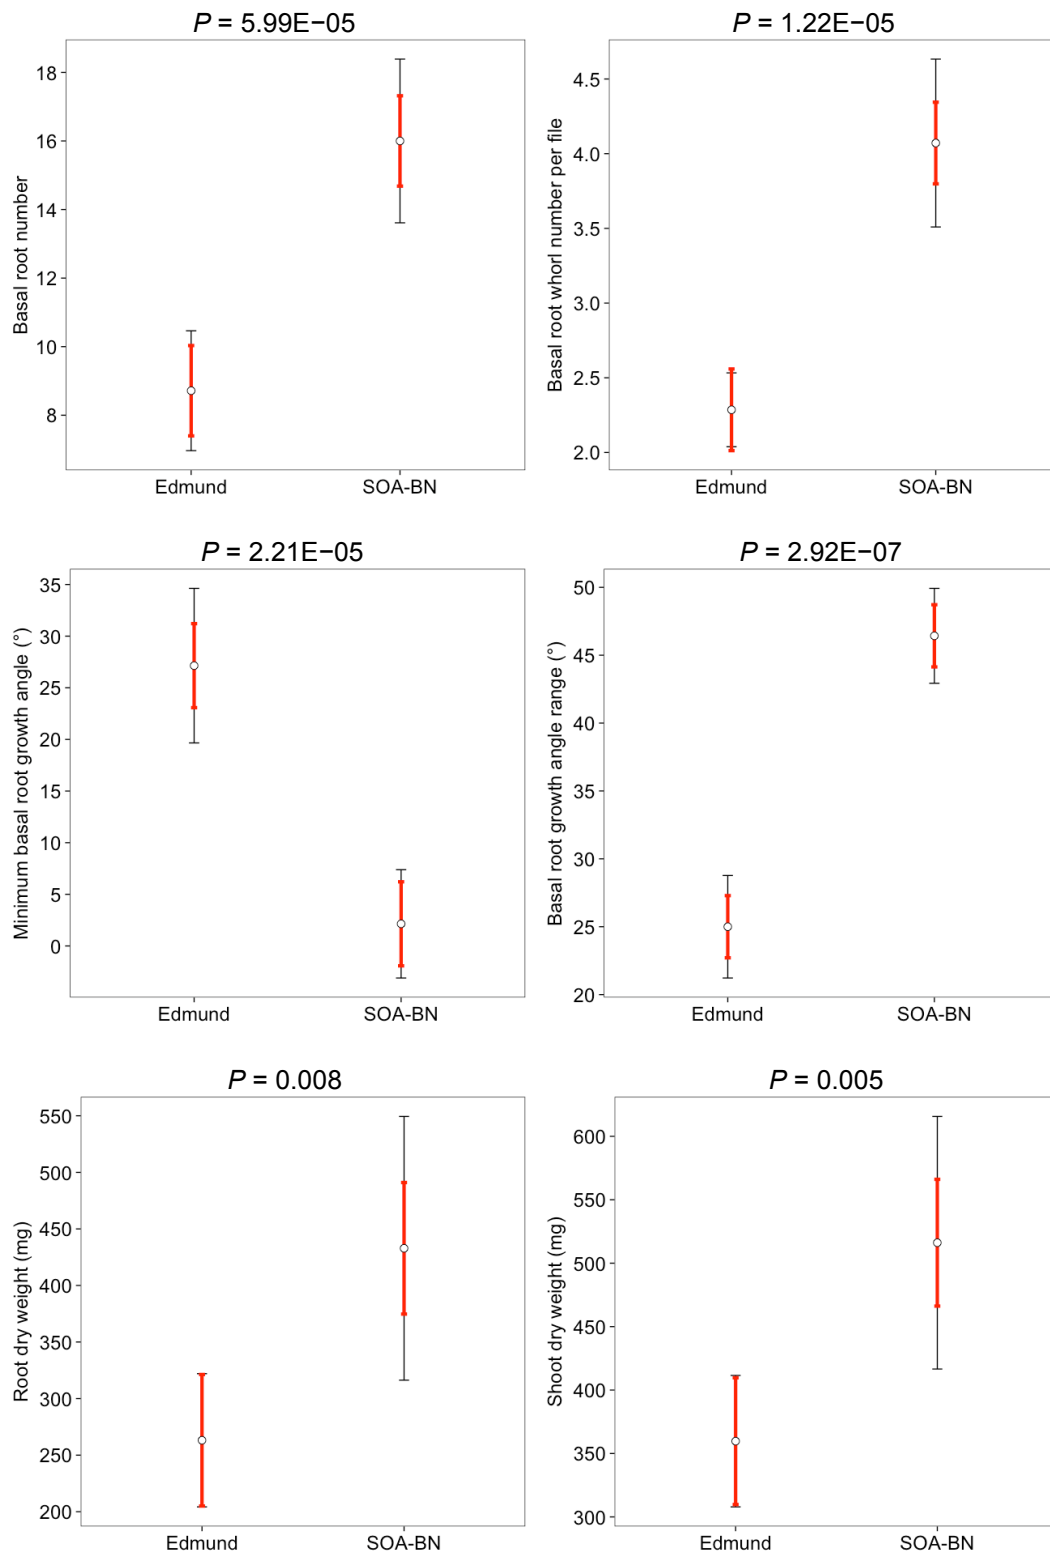 P = 5.99E−05
Basal root number
18
16
14
12
10
8
Edmund SOA-BN
P = 1.22E−05
Basal root whorl number per file
4.5
4.0
3.5
3.0
2.5
2.0
Edmund SOA-BN
P = 2.21E−05
Minimum basal root growth angle (°)
35
30
25
20
15
10
5
0
Edmund SOA-BN
P = 2.92E−07
Basal root growth angle range (°)
50
45
40
35
30
25
20
Edmund SOA-BN
P = 0.008
Root dry weight (mg)
550
500
450
400
350
300
250
200
Edmund SOA-BN
P = 0.005
Shoot dry weight (mg)
600
550
500
450
400
350
300
Edmund SOA-BN